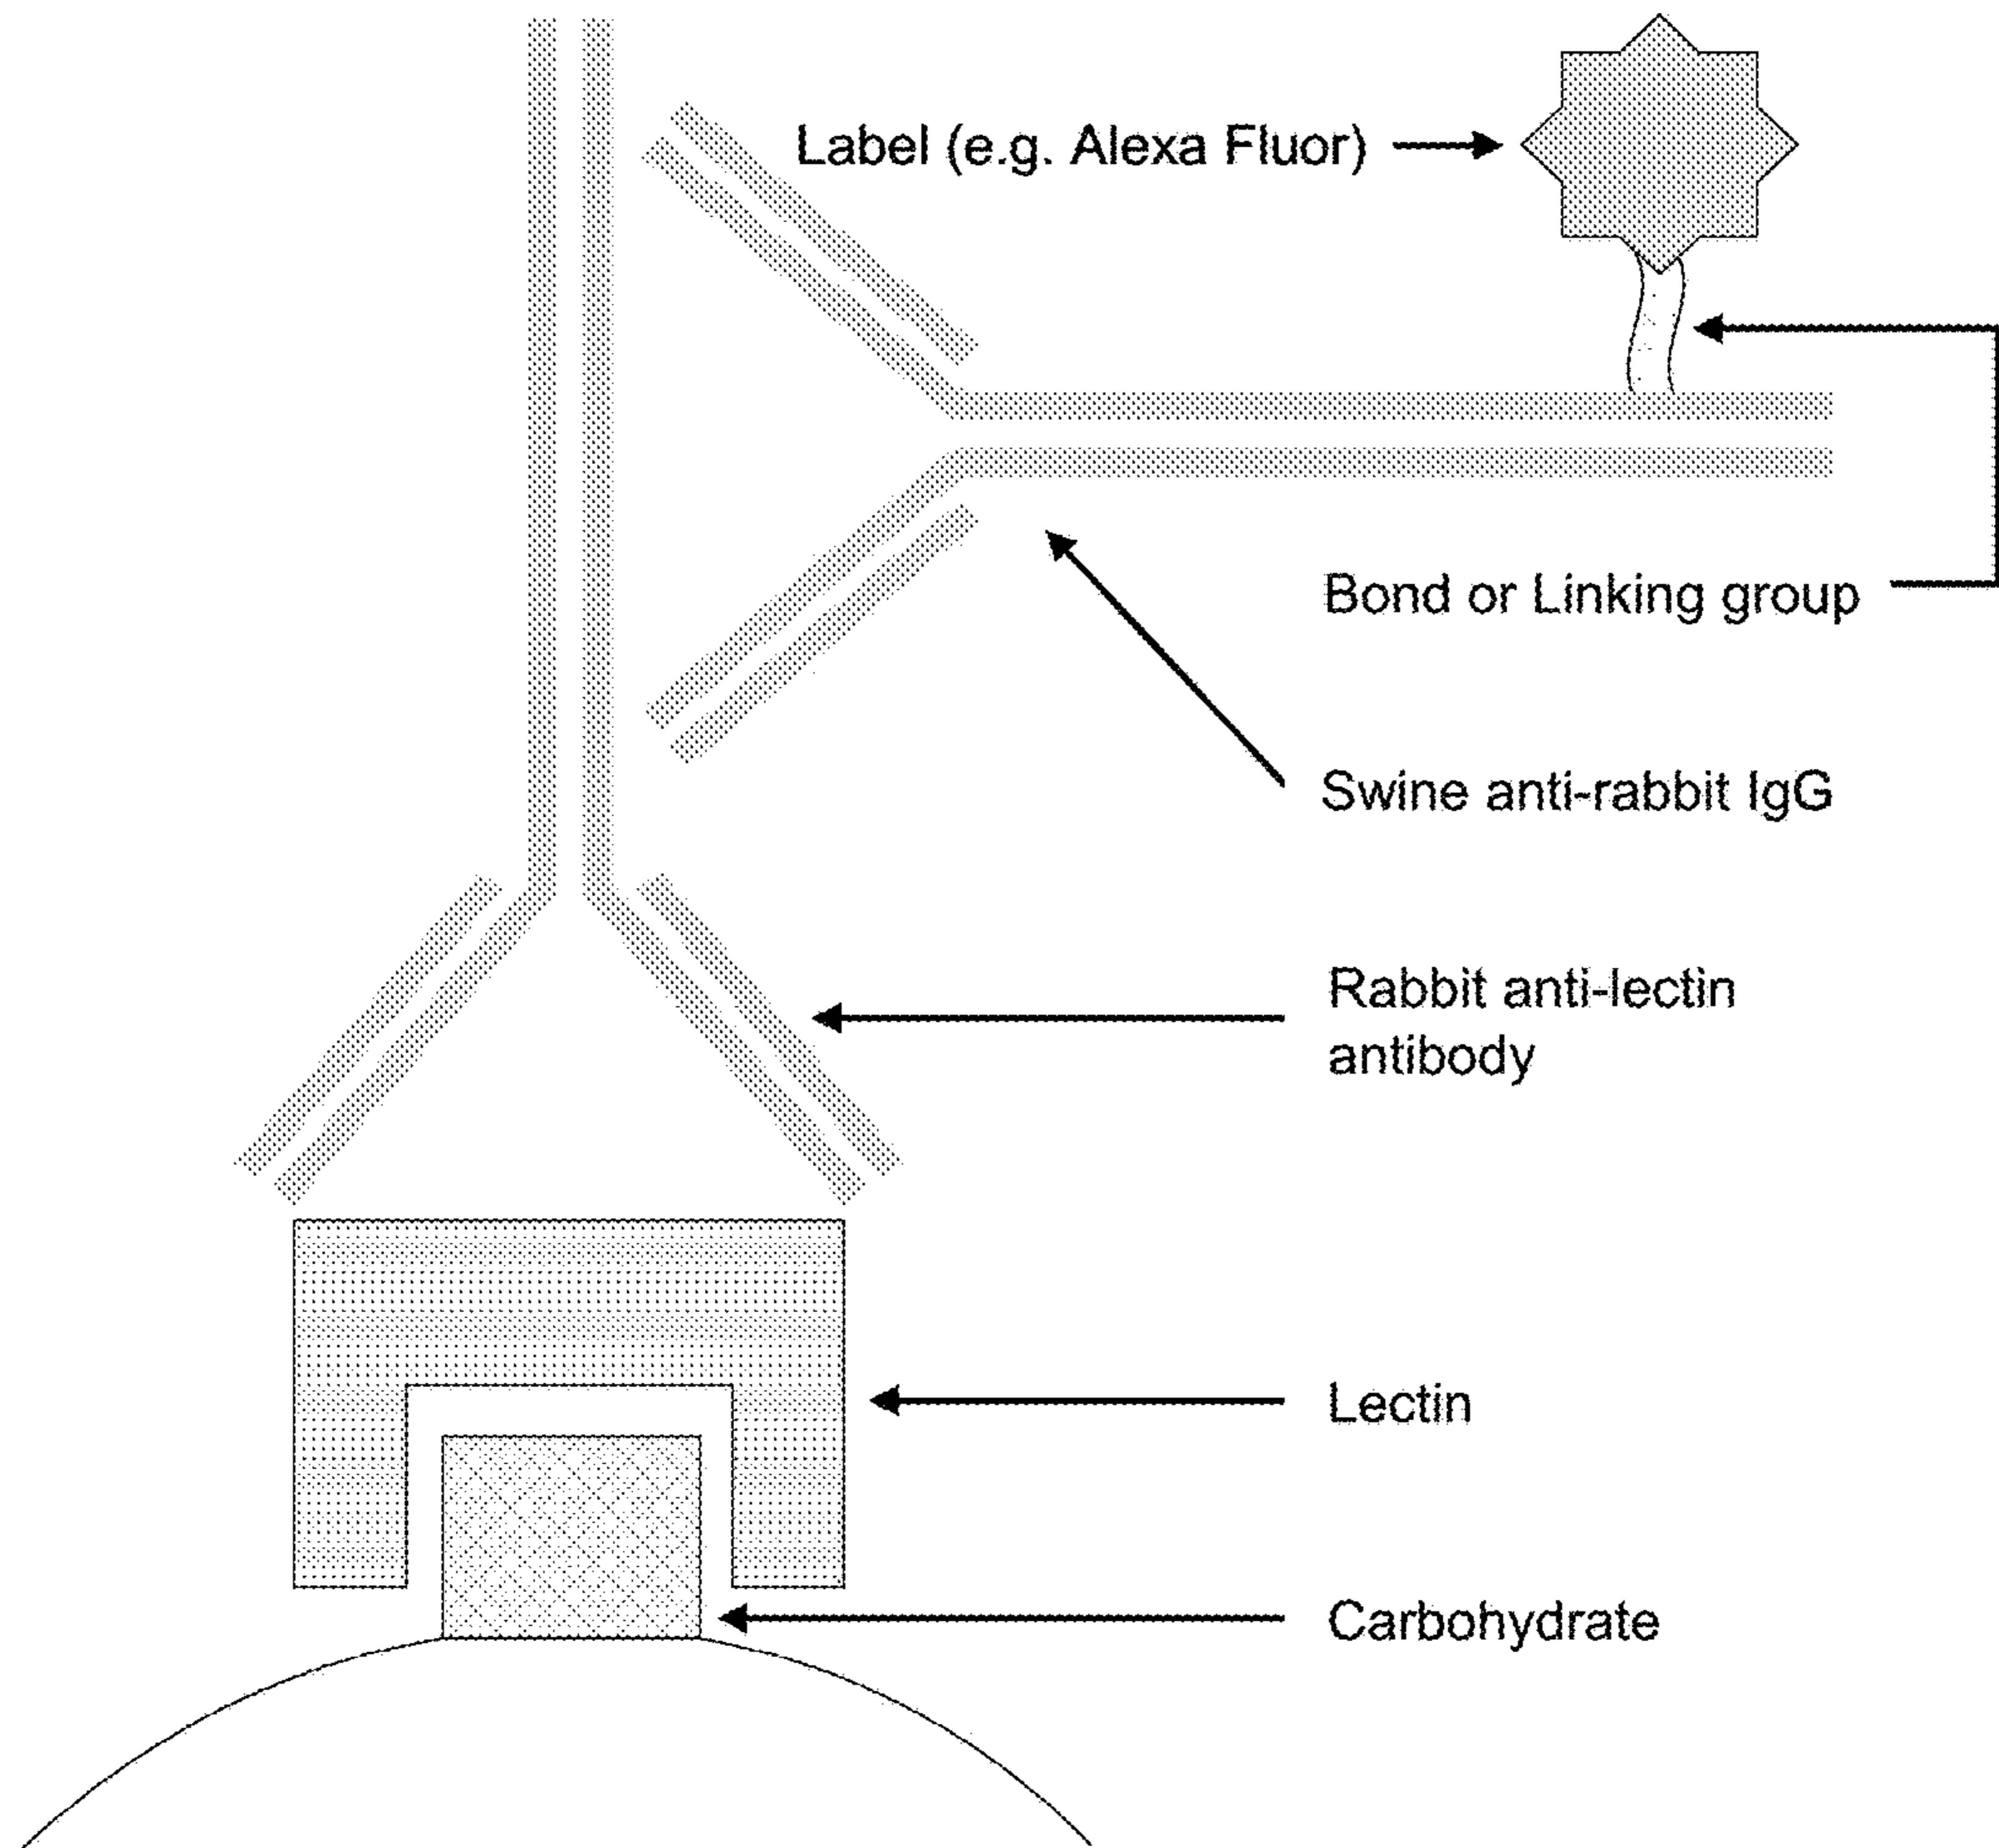 Label (e.g. Alexa Fluor)
Bond or Linking group
Swine anti-rabbit IgG
Rabbit anti-lectin
antibody
Lectin
Carbohydrate